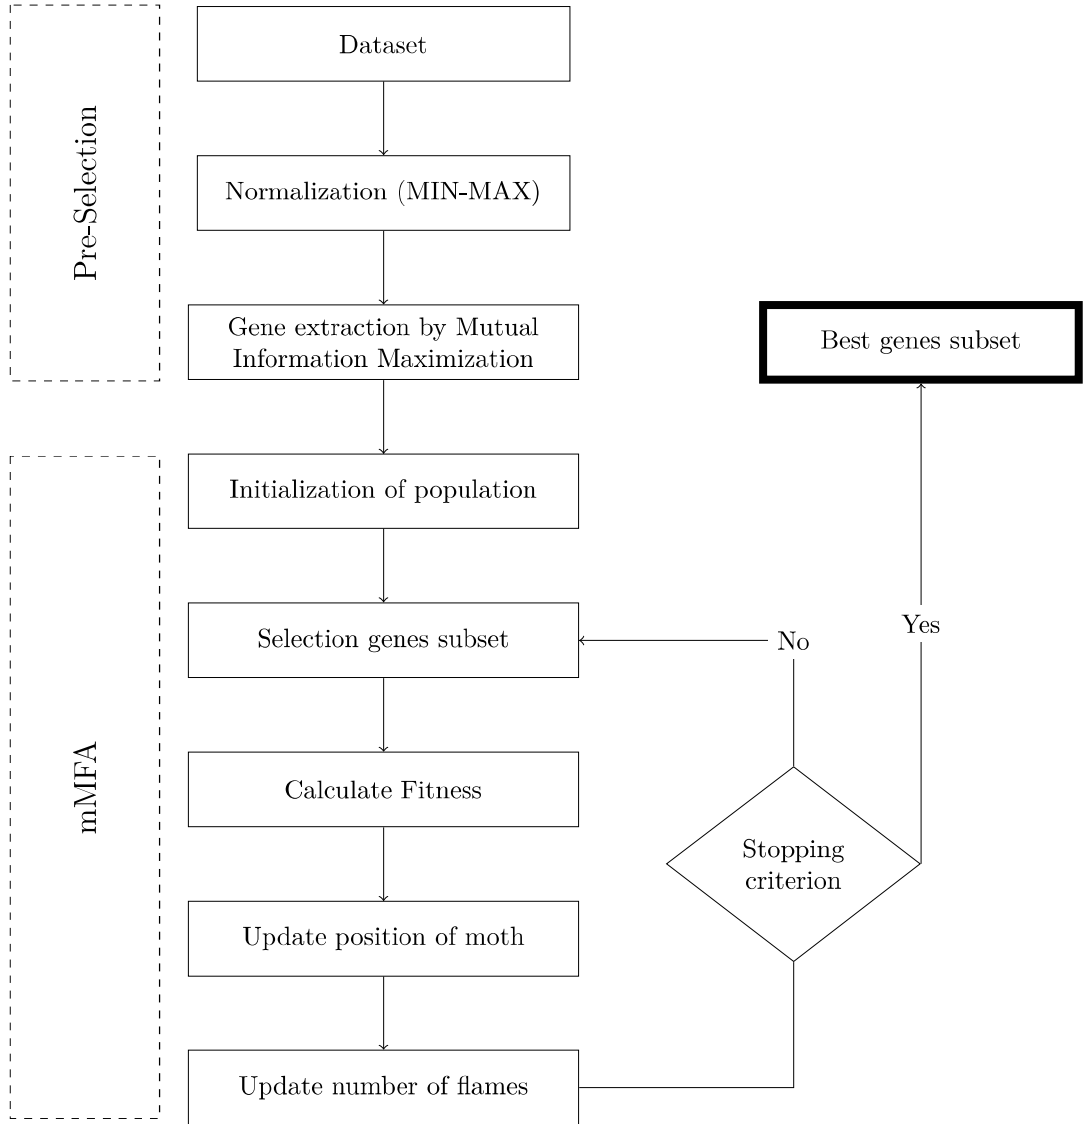 Pre-Selection
Dataset
Normalization (MIN-MAX)
Gene extraction by Mutual
Information Maximization
Best genes subset
mMFA
Initialization of population
Selection genes subset
No
Yes
Calculate Fitness
Stopping
criterion
Update position of moth
Update number of flames